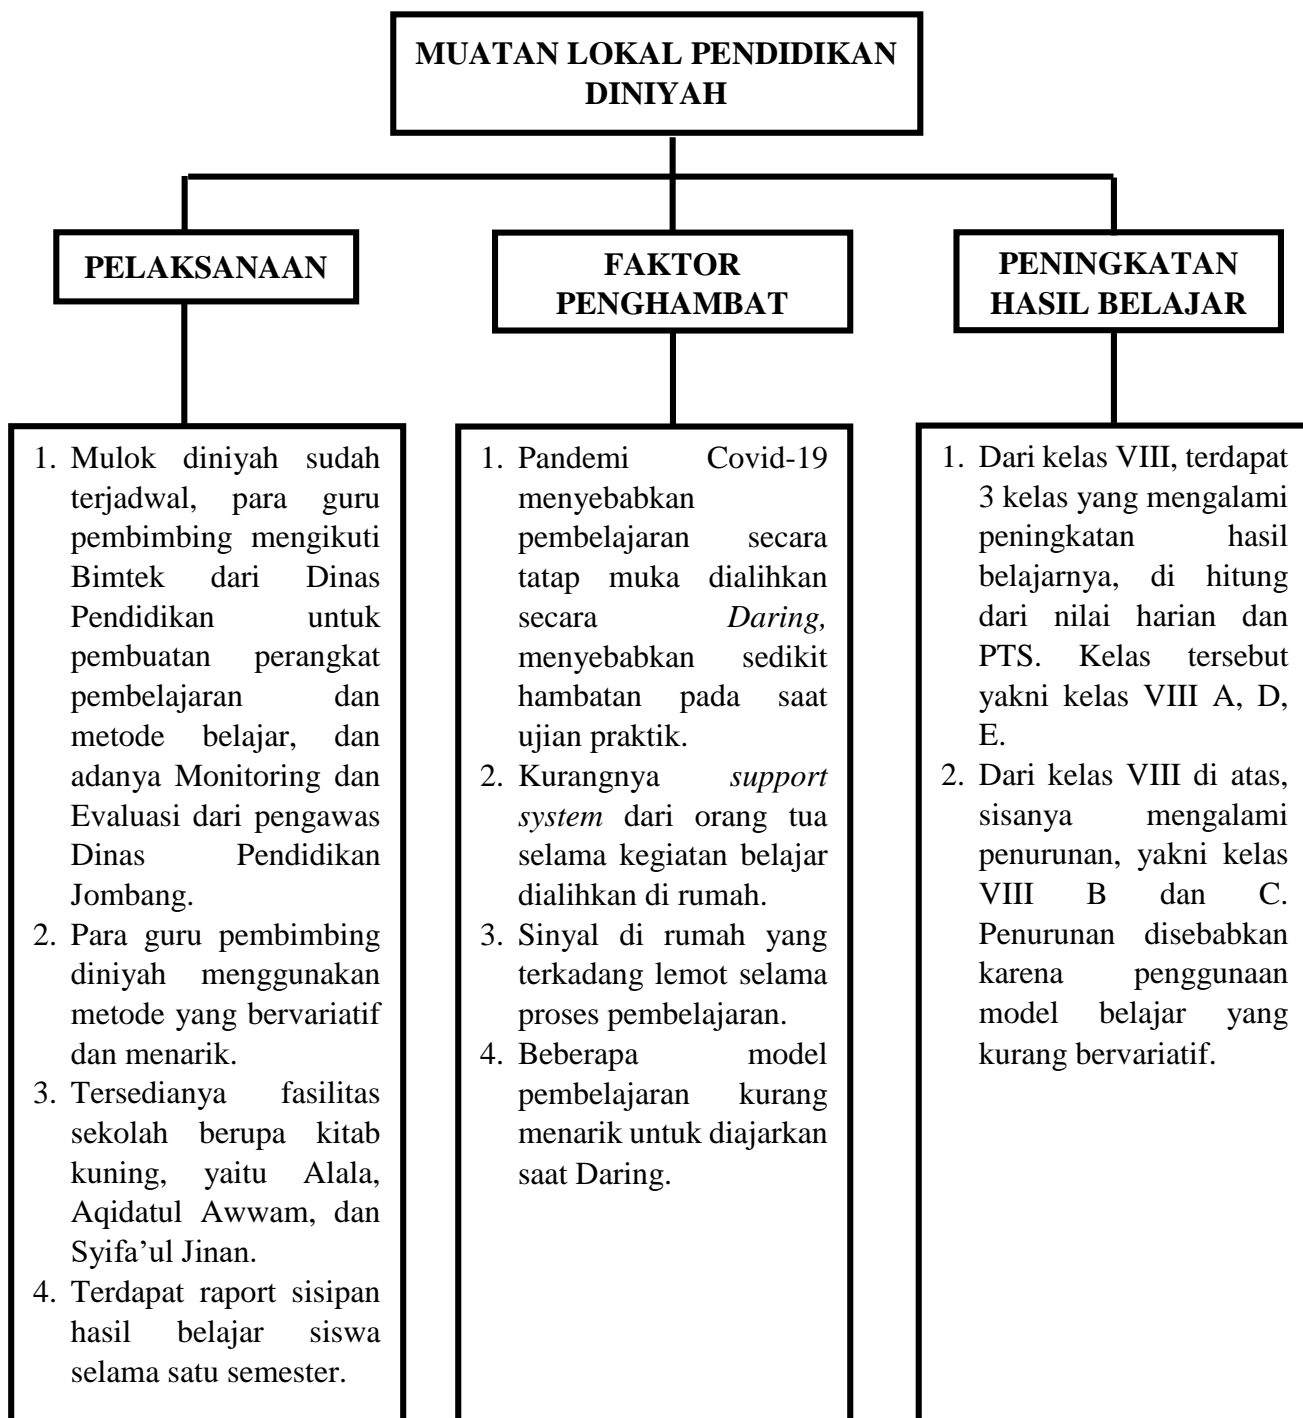 MUATAN LOKAL PENDIDIKAN
DINIYAH
PELAKSANAAN
FAKTOR
PENGHAMBAT
PENINGKATAN
HASIL BELAJAR
1. Mulok diniyah sudah
terjadwal, para guru
pembimbing mengikuti
Bimtek dari Dinas
Pendidikan untuk
pembuatan perangkat
pembelajaran dan
metode belajar, dan
adanya Monitoring dan
Evaluasi dari pengawas
Dinas Pendidikan
Jombang.
2. Para guru pembimbing
diniyah menggunakan
metode yang bervariatif
dan menarik.
3. Tersedianya fasilitas
sekolah berupa kitab
kuning, yaitu Alala,
Aqidatul Awwam, dan
Syifa’ul Jinan.
4. Terdapat raport sisipan
hasil belajar siswa
selama satu semester.
1. Pandemi Covid-19
menyebabkan
pembelajaran secara
tatap muka dialihkan
secara Daring,
menyebabkan sedikit
hambatan pada saat
ujian praktik.
2. Kurangnya support
system dari orang tua
selama kegiatan belajar
dialihkan di rumah.
3. Sinyal di rumah yang
terkadang lemot selama
proses pembelajaran.
4. Beberapa model
pembelajaran kurang
menarik untuk diajarkan
saat Daring.
1. Dari kelas VIII, terdapat
3 kelas yang mengalami
peningkatan hasil
belajarnya, di hitung
dari nilai harian dan
PTS. Kelas tersebut
yakni kelas VIII A, D,
E.
2. Dari kelas VIII di atas,
sisanya mengalami
penurunan, yakni kelas
VIII B dan C.
Penurunan disebabkan
karena penggunaan
model belajar yang
kurang bervariatif.